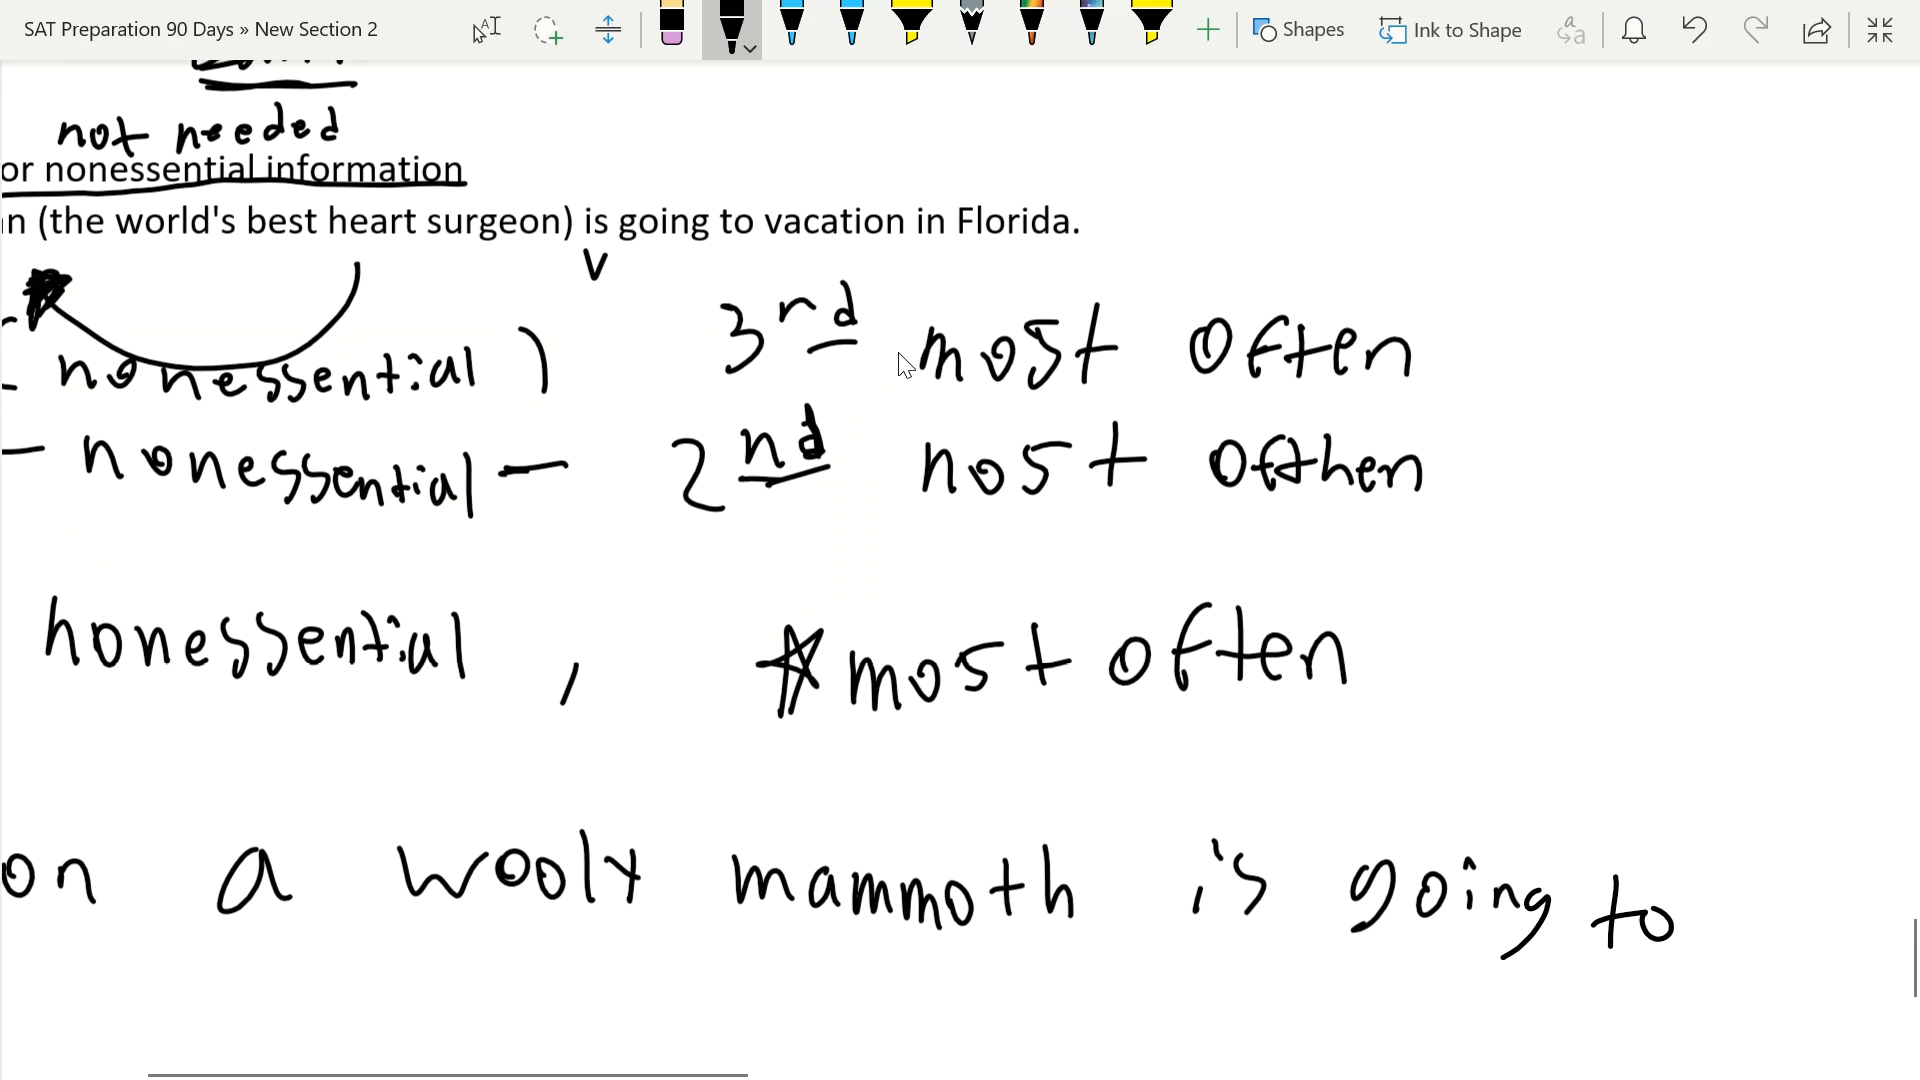 SAT Preparation 90 Days » New Section 2
Shapes
Ink to Shape
not needed
or nonessential information
n (the world's best heart surgeon) is going to vacation in Florida.
v
nonessential ) 3rd most often
- nonessential - 2nd most ofthen
nonessential , most often
on a wooly mammoth is going to